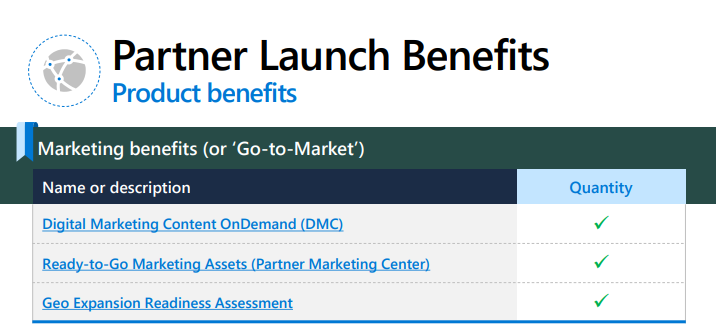 Partner Launch Benefits
Product benefits
Marketing benefits (or ‘Go-to-Market’)
Name or description Quantity
Digital Marketing Content OnDemand (DMC) ✓
Ready-to-Go Marketing Assets (Partner Marketing Center) ✓
Geo Expansion Readiness Assessment ✓